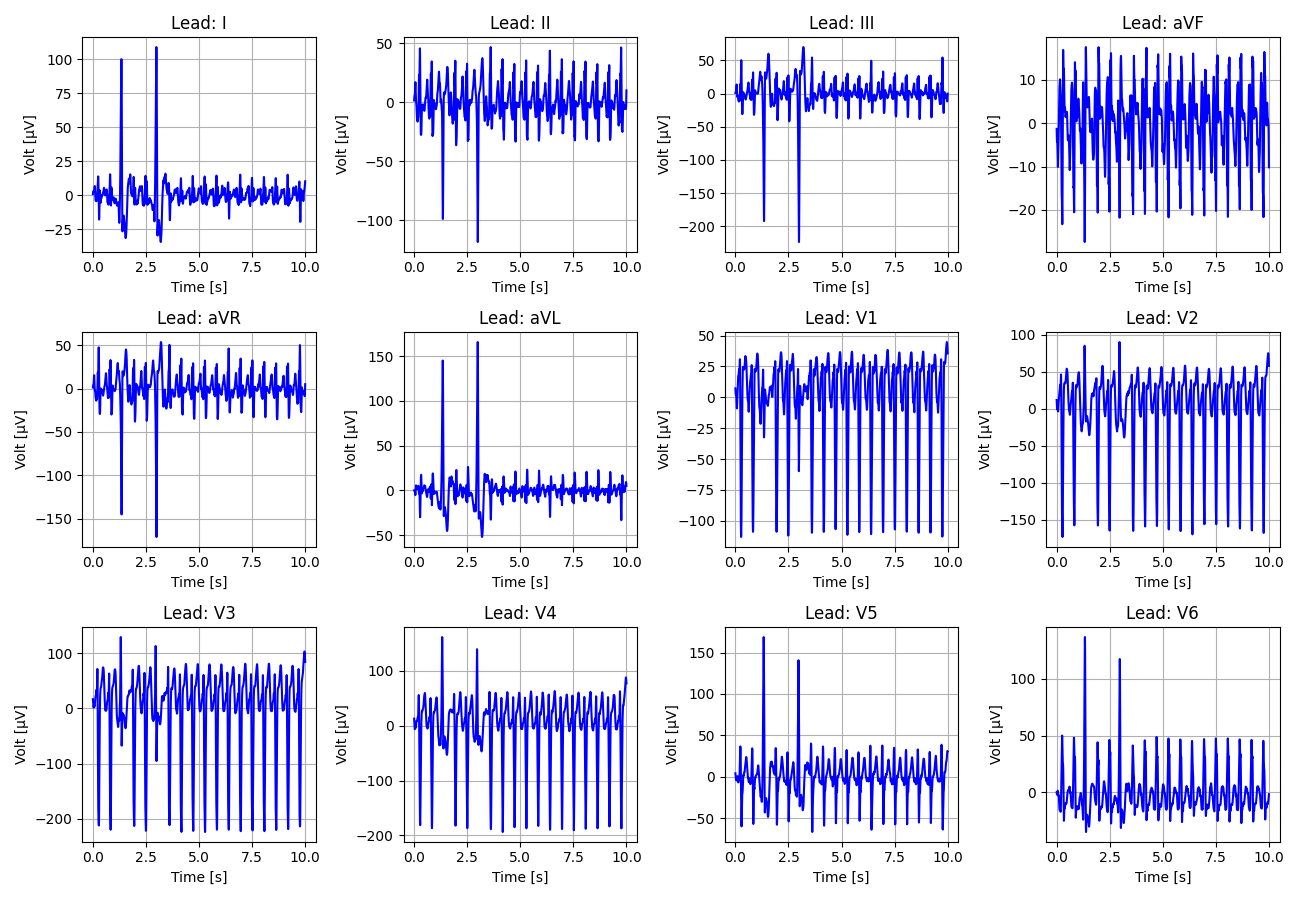 Lead: I
Lead: II
Lead: III
Lead: aVF
Volt [µV]
100
75
50
25
0
−25
0.0 2.5 5.0 7.5 10.0
Time [s]
Volt [µV]
50
0
−50
−100
0.0 2.5 5.0 7.5 10.0
Time [s]
Volt [µV]
50
0
−50
−100
−150
−200
0.0 2.5 5.0 7.5 10.0
Time [s]
Volt [µV]
10
0
−10
−20
0.0 2.5 5.0 7.5 10.0
Time [s]
Lead: aVR
Lead: aVL
Lead: V1
Lead: V2
Volt [µV]
50
0
−50
−100
−150
0.0 2.5 5.0 7.5 10.0
Time [s]
Volt [µV]
150
100
50
0
−50
0.0 2.5 5.0 7.5 10.0
Time [s]
Volt [µV]
50
25
0
−25
−50
−75
−100
0.0 2.5 5.0 7.5 10.0
Time [s]
Volt [µV]
100
50
0
−50
−100
−150
0.0 2.5 5.0 7.5 10.0
Time [s]
Lead: V3
Lead: V4
Lead: V5
Lead: V6
Volt [µV]
100
0
−100
−200
0.0 2.5 5.0 7.5 10.0
Time [s]
Volt [µV]
100
0
−100
−200
0.0 2.5 5.0 7.5 10.0
Time [s]
Volt [µV]
150
100
50
0
−50
0.0 2.5 5.0 7.5 10.0
Time [s]
Volt [µV]
100
50
0
0.0 2.5 5.0 7.5 10.0
Time [s]